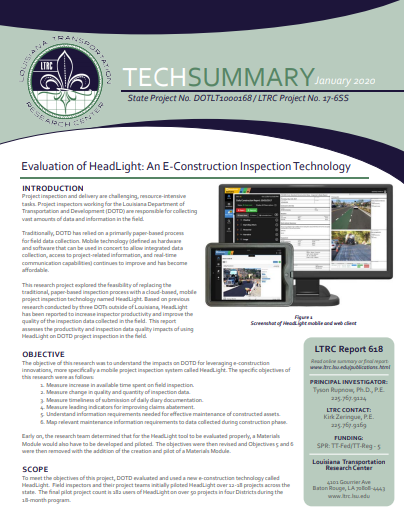 LOUISIANA TRANSPORTATION
LTRC
RESEARCH CENTER
TECHSUMMARY January 2020
State Project No. DOTLT1000168 / LTRC Project No. 17-6SS
Evaluation of HeadLight: An E-Construction Inspection Technology
INTRODUCTION
Project inspection and delivery are challenging, resource-intensive
tasks. Project inspectors working for the Louisiana Department of
Transportation and Development (DOTD) are responsible for collecting
vast amounts of data and information in the field.
Traditionally, DOTD has relied on a primarily paper-based process
for field data collection. Mobile technology (defined as hardware
and software that can be used in concert to allow integrated data
collection, access to project-related information, and real-time
communication capabilities) continues to improve and has become
affordable.
This research project explored the feasibility of replacing the
traditional, paper-based inspection process with a cloud-based, mobile
project inspection technology named HeadLight. Based on previous
research conducted by three DOTs outside of Louisiana, HeadLight
has been reported to increase inspector productivity and improve the
quality of the inspection data collected in the field. This report
assesses the productivity and inspection data quality impacts of using
HeadLight on DOTD project inspection in the field.
Figure 1
Screenshot of HeadLight mobile and web client
OBJECTIVE
The objective of this research was to understand the impacts on DOTD for leveraging e-construction
innovations, more specifically a mobile project inspection system called HeadLight. The specific objectives of
this research were as follows:
1. Measure increase in available time spent on field inspection.
2. Measure change in quality and quantity of inspection data.
3. Measure timeliness of submission of daily diary documentation.
4. Measure leading indicators for improving claims abatement.
5. Understand information requirements needed for effective maintenance of constructed assets.
6. Map relevant maintenance information requirements to data collected during construction phase.
Early on, the research team determined that for the HeadLight tool to be evaluated properly, a Materials
Module would also have to be developed and piloted. The objectives were then revised and Objectives 5 and 6
were then removed with the addition of the creation and pilot of a Materials Module.
SCOPE
To meet the objectives of this project, DOTD evaluated and used a new e-construction technology called
HeadLight. Field inspectors and their project teams initially piloted HeadLight over 12-18 projects across the
state. The final pilot project count is 182 users of HeadLight on over 50 projects in four Districts during the
18-month program.
LTRC Report 618
Read online summary or final report:
www.ltrc.lsu.edu/publications.html
PRINCIPAL INVESTIGATOR:
Tyson Rupnow, Ph.D., P.E.
225.767.9124
LTRC CONTACT:
Kirk Zeringue, P.E.
225.767.9169
FUNDING:
SPR: TT-Fed/TT-Reg - 5
Louisiana Transportation
Research Center
4101 Gourrier Ave
Baton Rouge, LA 70808-4443
www.ltrc.lsu.edu